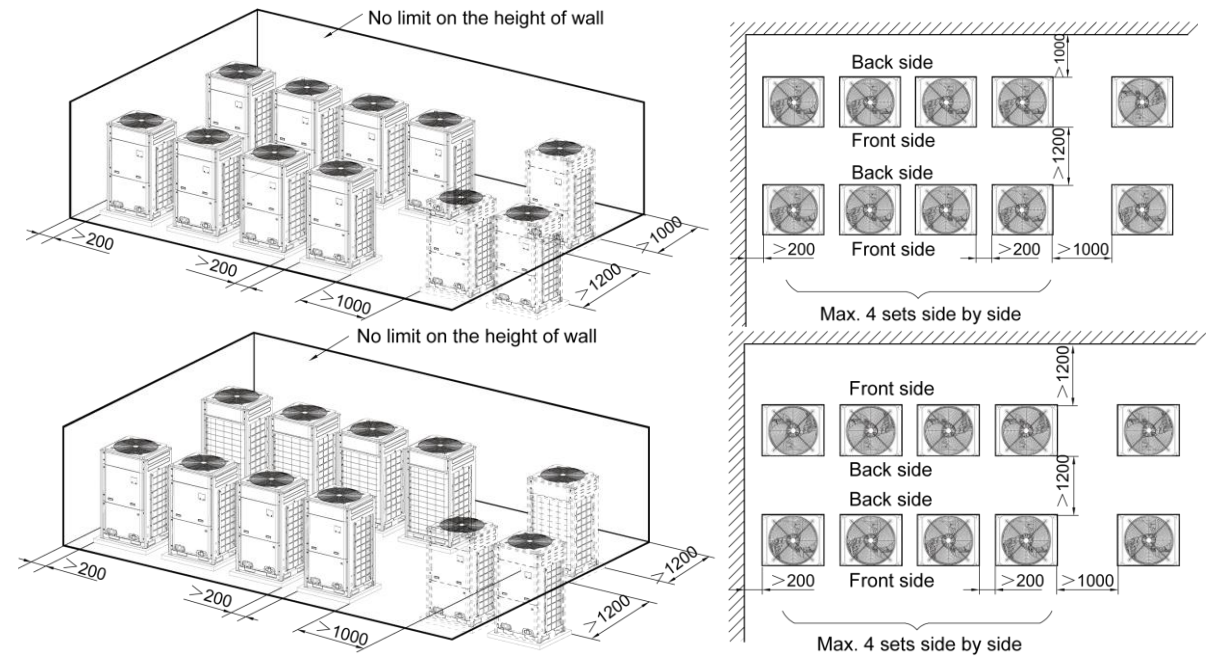 No limit on the height of wall
>200
>200
>1000
>1000
>1200
Back side
Front side
Back side
Front side
>1000
>1200
>200
>200
>1000
Max. 4 sets side by side
No limit on the height of wall
>200
>200
>1000
>1200
>1200
Front side
Back side
Back side
Front side
>1200
>1200
>200
>200
>1000
Max. 4 sets side by side